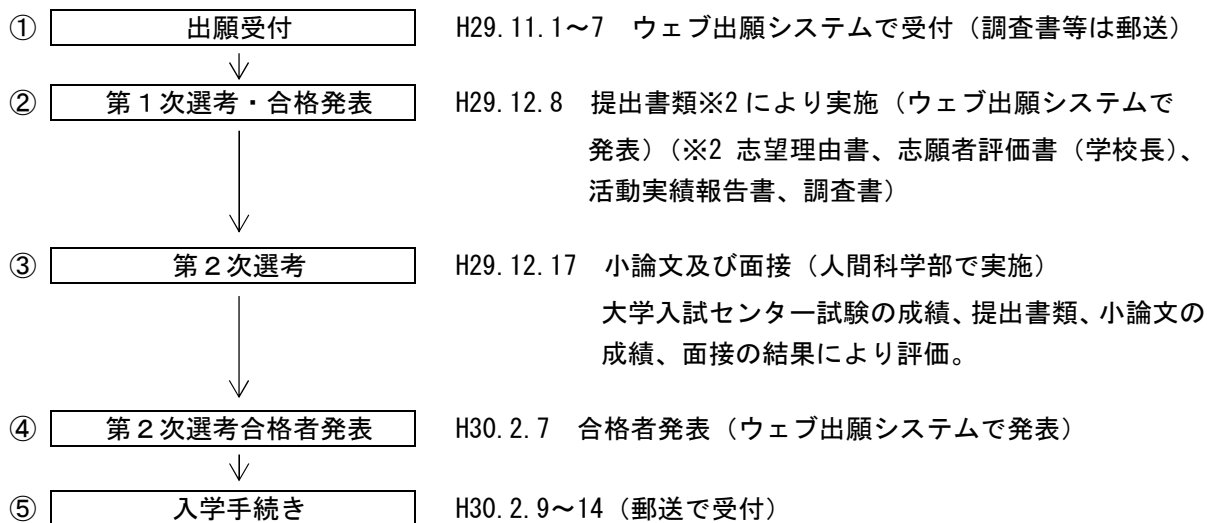 ① 出願受付 H29.11.1～7 ウェブ出願システムで受付（調査書等は郵送）
② 第１次選考・合格発表 H29.12.8 提出書類※2により実施（ウェブ出願システムで
発表）（※2 志望理由書、志願者評価書（学校長）、
活動実績報告書、調査書）
③ 第２次選考 H29.12.17 小論文及び面接（人間科学部で実施）
大学入試センター試験の成績、提出書類、小論文の
成績、面接の結果により評価。
④ 第２次選考合格者発表 H30.2.7 合格者発表（ウェブ出願システムで発表）
⑤ 入学手続き H30.2.9～14（郵送で受付）